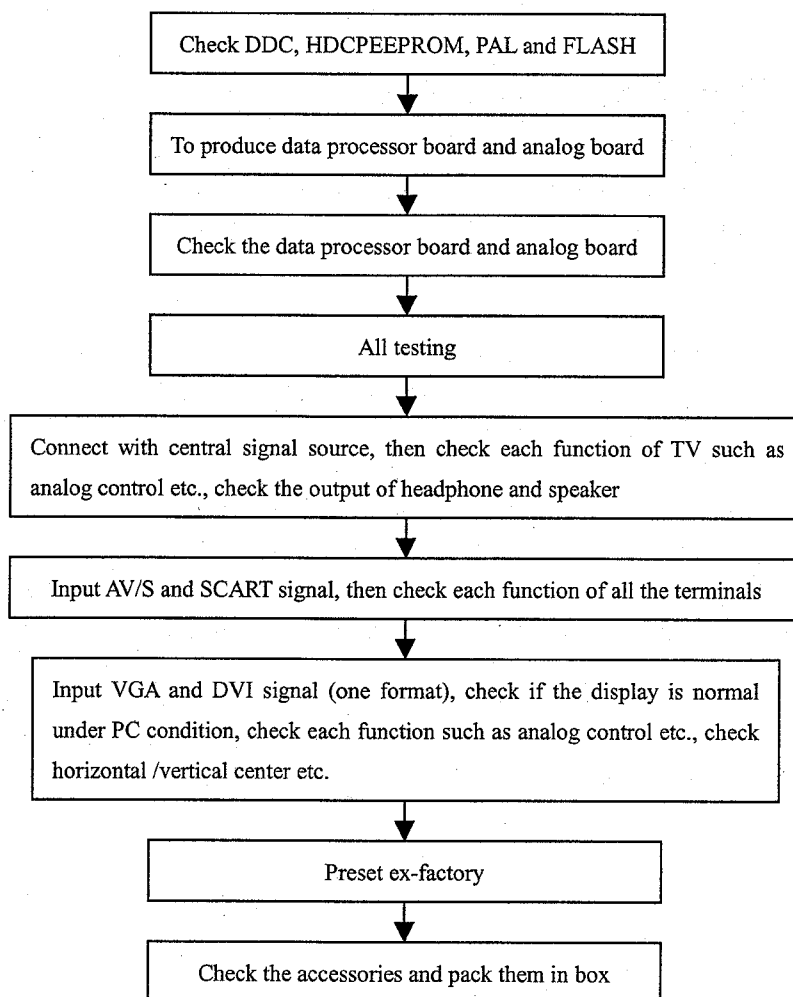 Check DDC, HDCPEEPROM, PAL and FLASH
To produce data processor board and analog board
Check the data processor board and analog board
All testing
Connect with central signal source, then check each function of TV such as
analog control etc., check the output of headphone and speaker
Input AV/S and SCART signal, then check each function of all the terminals
Input VGA and DVI signal (one format), check if the display is normal
under PC condition, check each function such as analog control etc., check
horizontal /vertical center etc.
Preset ex-factory
Check the accessories and pack them in box